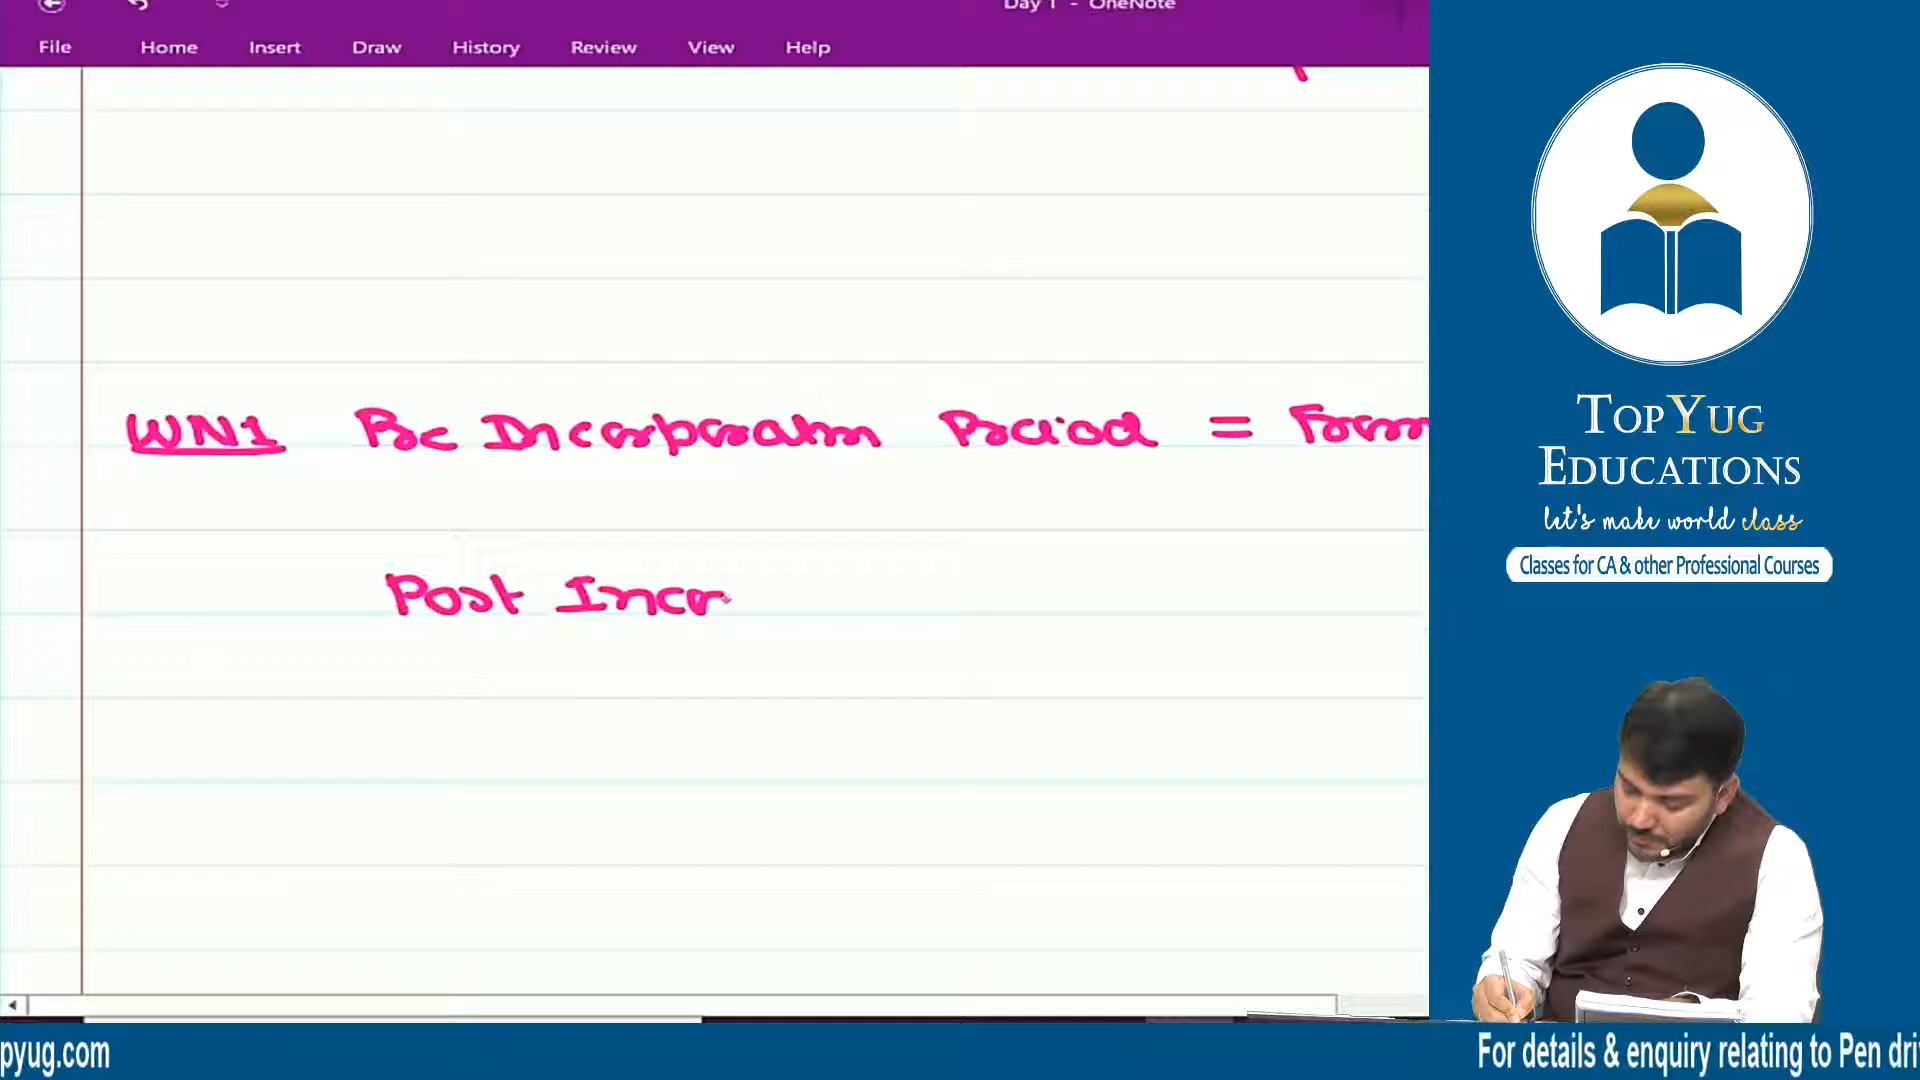 Day 1 - OneNote
File Home Insert Draw History Review View Help
WN1 Pre Incorporation Period = From
Post Incor
TOPYUG
EDUCATIONS
let's make world class
Classes for CA & other Professional Courses
pyug.com
For details & enquiry relating to Pen dri